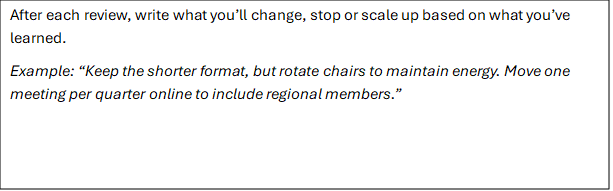 After each review, write what you’ll change, stop or scale up based on what you’ve
learned.
Example: “Keep the shorter format, but rotate chairs to maintain energy. Move one
meeting per quarter online to include regional members.”